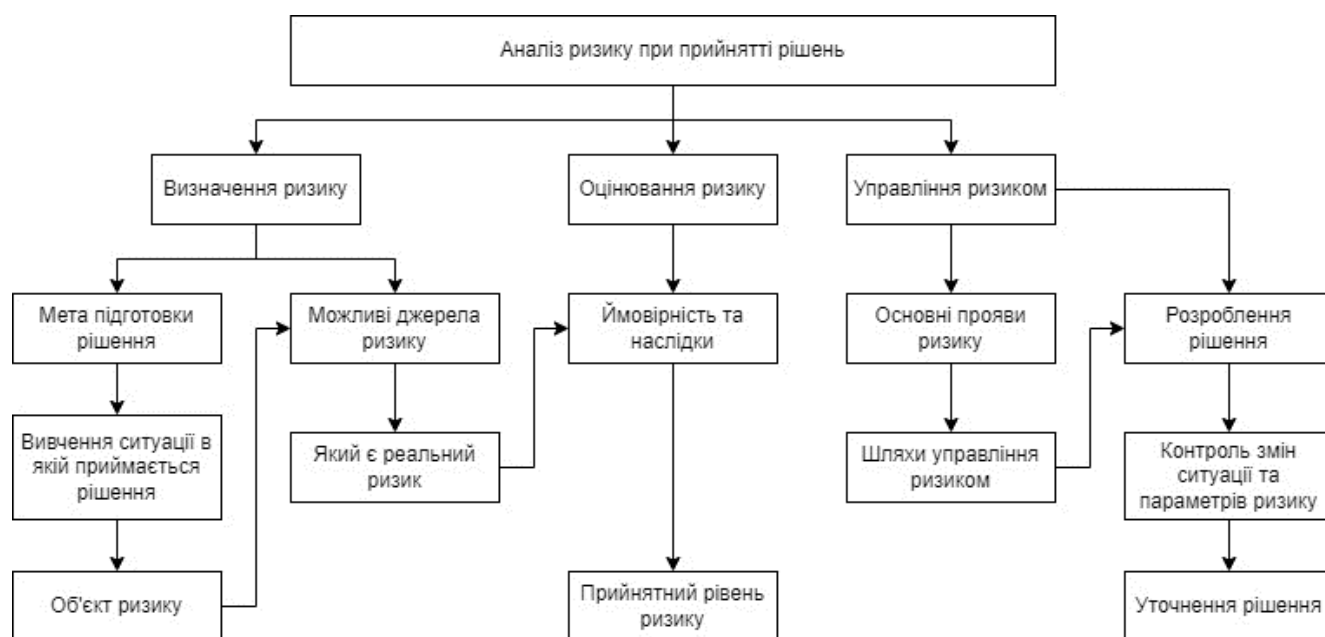 Аналіз ризику при прийнятті рішень
Визначення ризику
Оцінювання ризику
Управління ризиком
Мета підготовки
рішення
Можливі джерела
ризику
Ймовірність та
наслідки
Основні прояви
ризику
Розроблення
рішення
Вивчення ситуації в
якій приймається
рішення
Який є реальний
ризик
Шляхи управління
ризиком
Контроль змін
ситуації та
параметрів ризику
Об'єкт ризику
Прийнятний рівень
ризику
Уточнення рішення